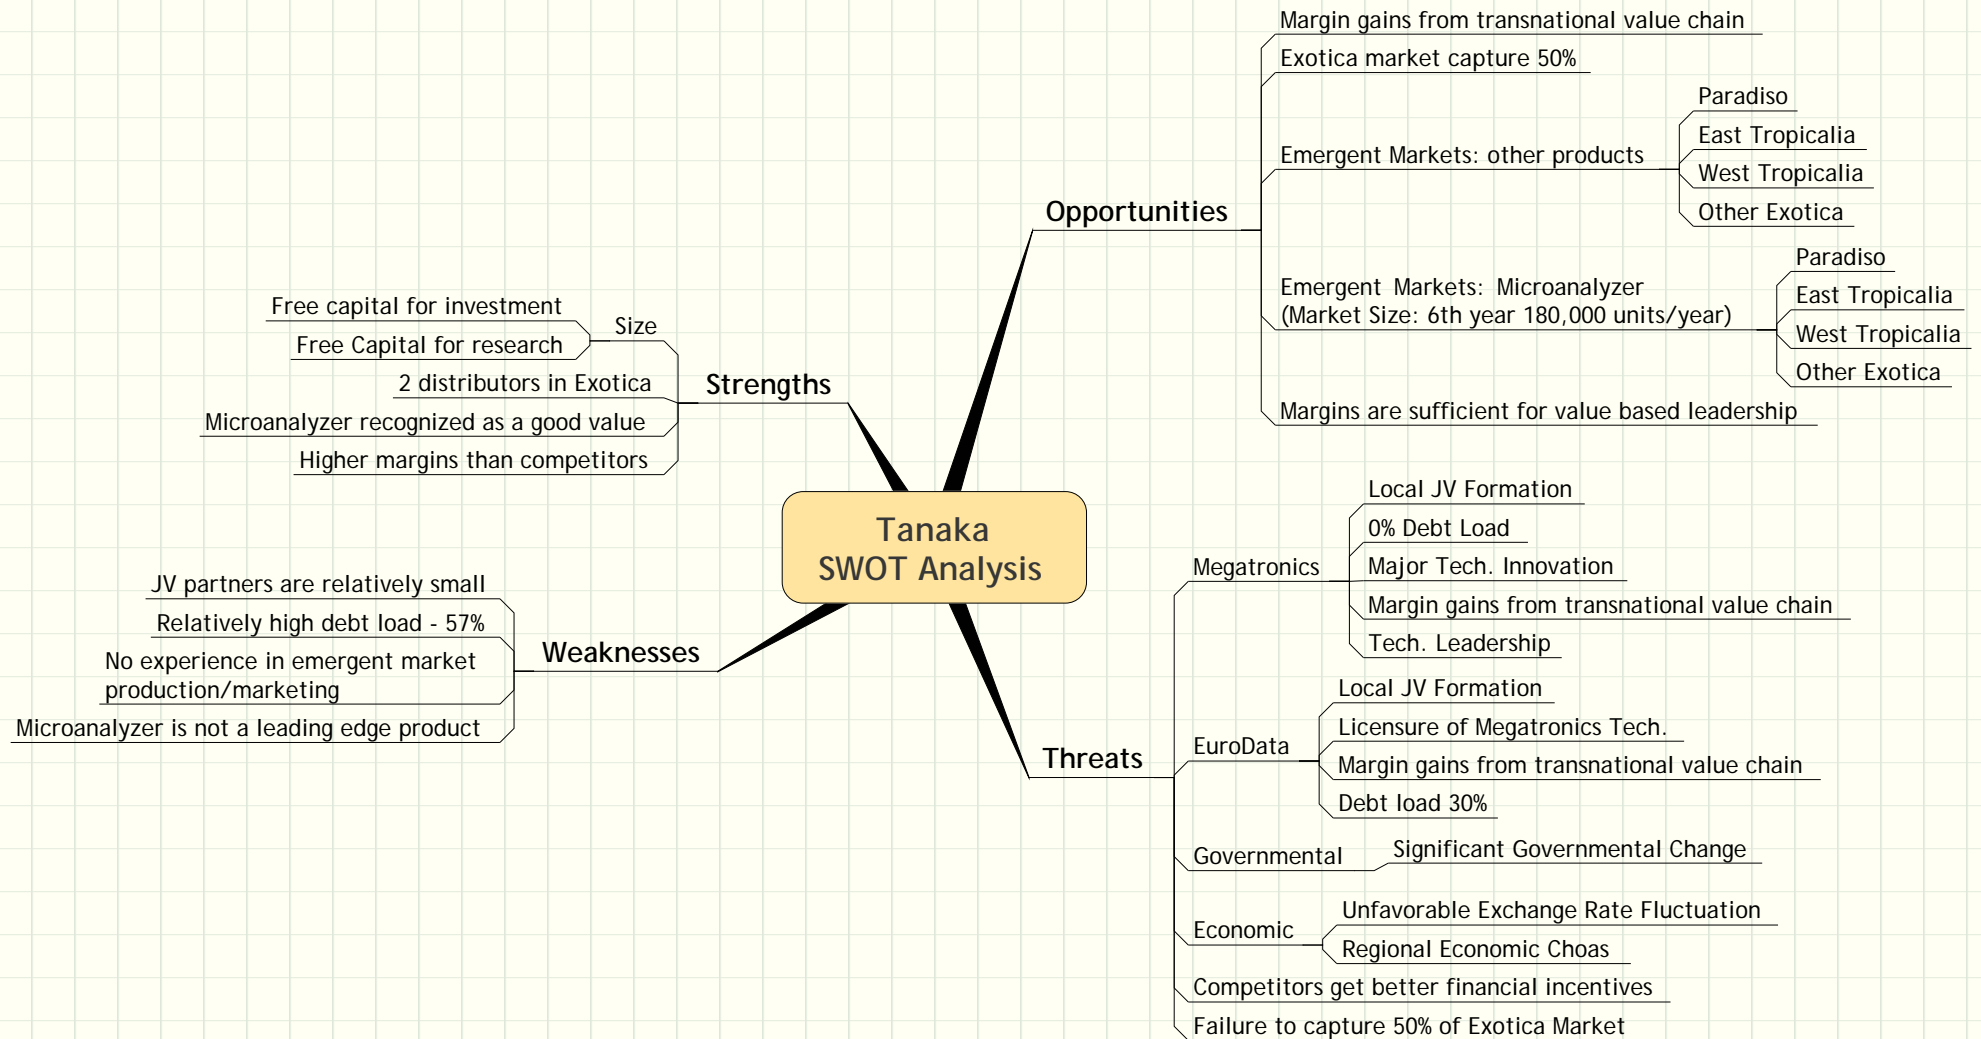 Tanaka
SWOT Analysis
Strengths
Size
Free capital for investment
Free Capital for research
2 distributors in Exotica
Microanalyzer recognized as a good value
Higher margins than competitors
Weaknesses
JV partners are relatively small
Relatively high debt load - 57%
No experience in emergent market
production/marketing
Microanalyzer is not a leading edge product
Opportunities
Margin gains from transnational value chain
Exotica market capture 50%
Emergent Markets: other products
Paradiso
East Tropicalia
West Tropicalia
Other Exotica
Emergent Markets: Microanalyzer
(Market Size: 6th year 180,000 units/year)
Paradiso
East Tropicalia
West Tropicalia
Other Exotica
Margins are sufficient for value based leadership
Threats
Megatronics
Local JV Formation
0% Debt Load
Major Tech. Innovation
Margin gains from transnational value chain
Tech. Leadership
EuroData
Local JV Formation
Licensure of Megatronics Tech.
Margin gains from transnational value chain
Debt load 30%
Governmental
Significant Governmental Change
Economic
Unfavorable Exchange Rate Fluctuation
Regional Economic Choas
Competitors get better financial incentives
Failure to capture 50% of Exotica Market